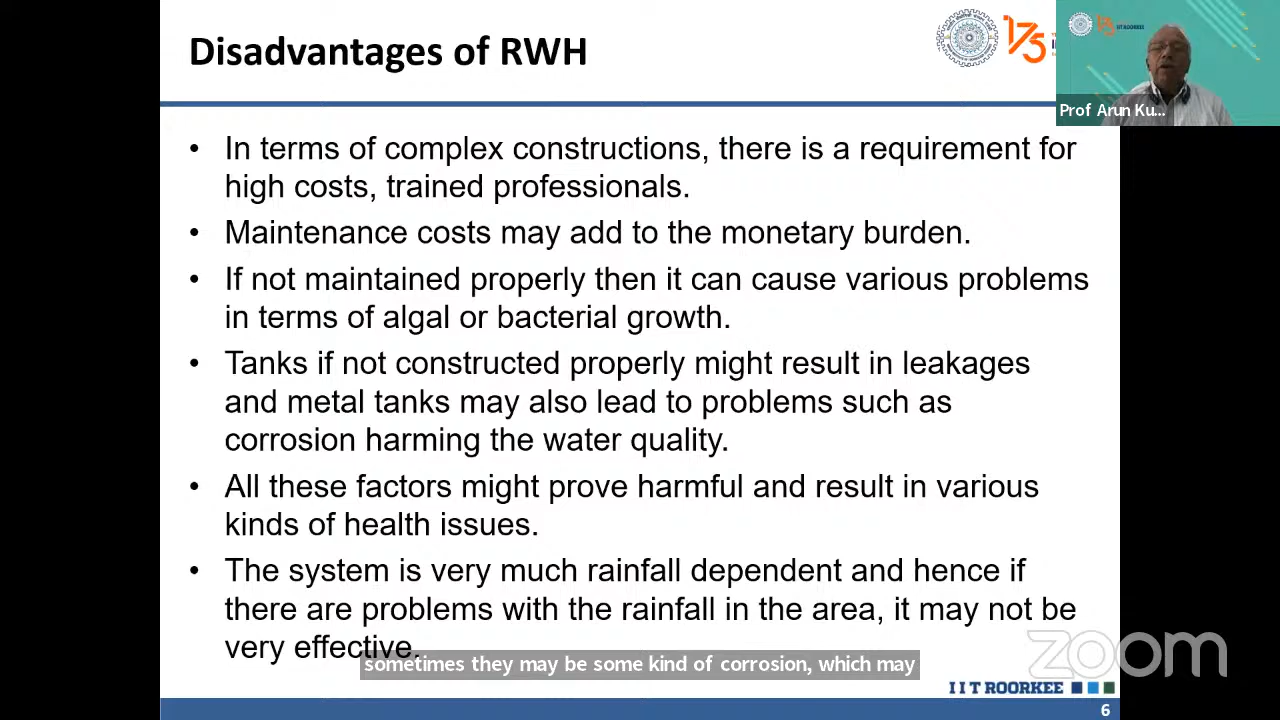 Disadvantages of RWH
175
IIT ROORKEE
Prof Arun Ku...
• In terms of complex constructions, there is a requirement for
high costs, trained professionals.
• Maintenance costs may add to the monetary burden.
• If not maintained properly then it can cause various problems
in terms of algal or bacterial growth.
• Tanks if not constructed properly might result in leakages
and metal tanks may also lead to problems such as
corrosion harming the water quality.
• All these factors might prove harmful and result in various
kinds of health issues.
• The system is very much rainfall dependent and hence if
there are problems with the rainfall in the area, it may not be
very effective.
sometimes they may be some kind of corrosion, which may
zoom
IIT ROORKEE
6